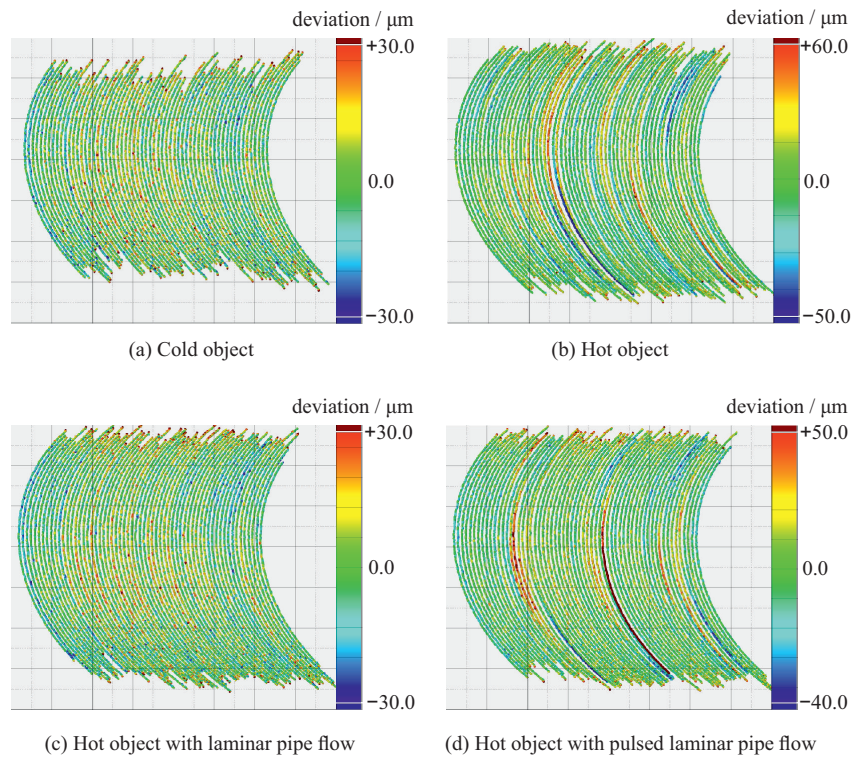 deviation / μm
+30.0
0.0
−30.0
(a) Cold object
deviation / μm
+60.0
0.0
−50.0
(b) Hot object
deviation / μm
+30.0
0.0
−30.0
(c) Hot object with laminar pipe flow
deviation / μm
+50.0
0.0
−40.0
(d) Hot object with pulsed laminar pipe flow